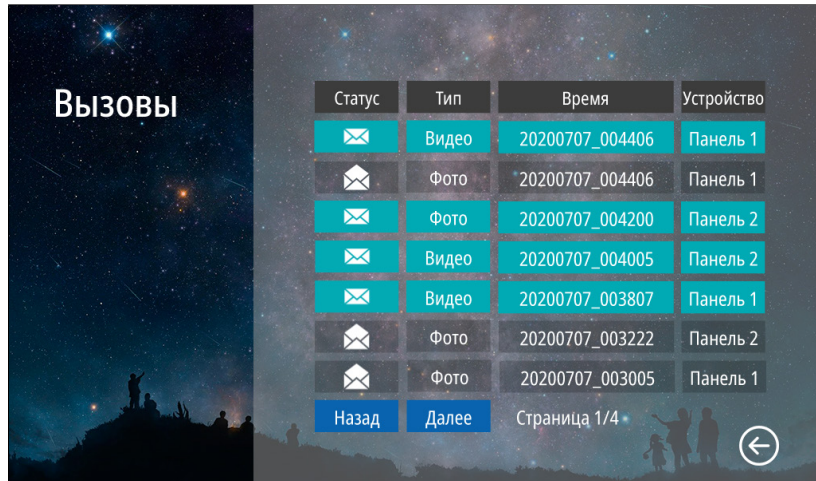 Вызовы
Статус Тип Время Устройство
Видео 20200707_004406 Панель 1
Фото 20200707_004406 Панель 1
Фото 20200707_004200 Панель 2
Видео 20200707_004005 Панель 2
Видео 20200707_003807 Панель 1
Фото 20200707_003222 Панель 2
Фото 20200707_003005 Панель 1
Назад Далее Страница 1/4